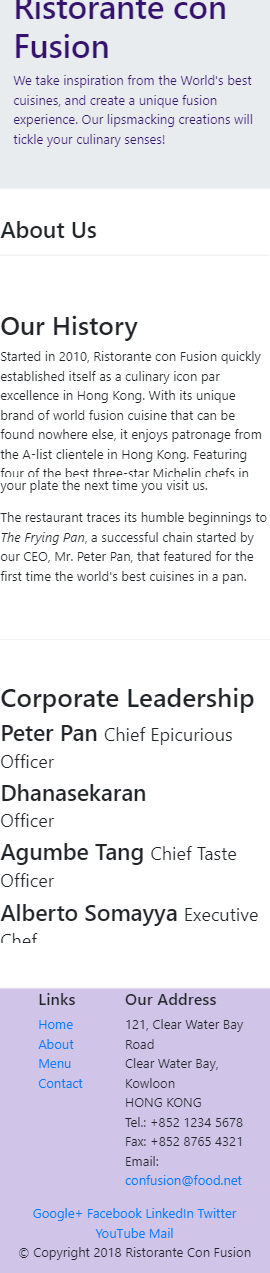 Ristorante con
Fusion
We take inspiration from the World's best
cuisines, and create a unique fusion
experience. Our lipsmacking creations will
tickle your culinary senses!
About Us
Our History
Started in 2010, Ristorante con Fusion quickly
established itself as a culinary icon par
excellence in Hong Kong. With its unique
brand of world fusion cuisine that can be
found nowhere else, it enjoys patronage from
the A-list clientele in Hong Kong. Featuring
four of the best three-star Michelin chefs in
your plate the next time you visit us.
The restaurant traces its humble beginnings to
The Frying Pan, a successful chain started by
our CEO, Mr. Peter Pan, that featured for the
first time the world's best cuisines in a pan.
Corporate Leadership
Peter Pan Chief Epicurious
Officer
Dhanasekaran
Officer
Agumbe Tang Chief Taste
Officer
Alberto Somayya Executive
Chef
Links
Home
About
Menu
Contact
Our Address
121, Clear Water Bay
Road
Clear Water Bay,
Kowloon
HONG KONG
Tel.: +852 1234 5678
Fax: +852 8765 4321
Email:
confusion@food.net
Google+ Facebook LinkedIn Twitter
YouTube Mail
© Copyright 2018 Ristorante Con Fusion